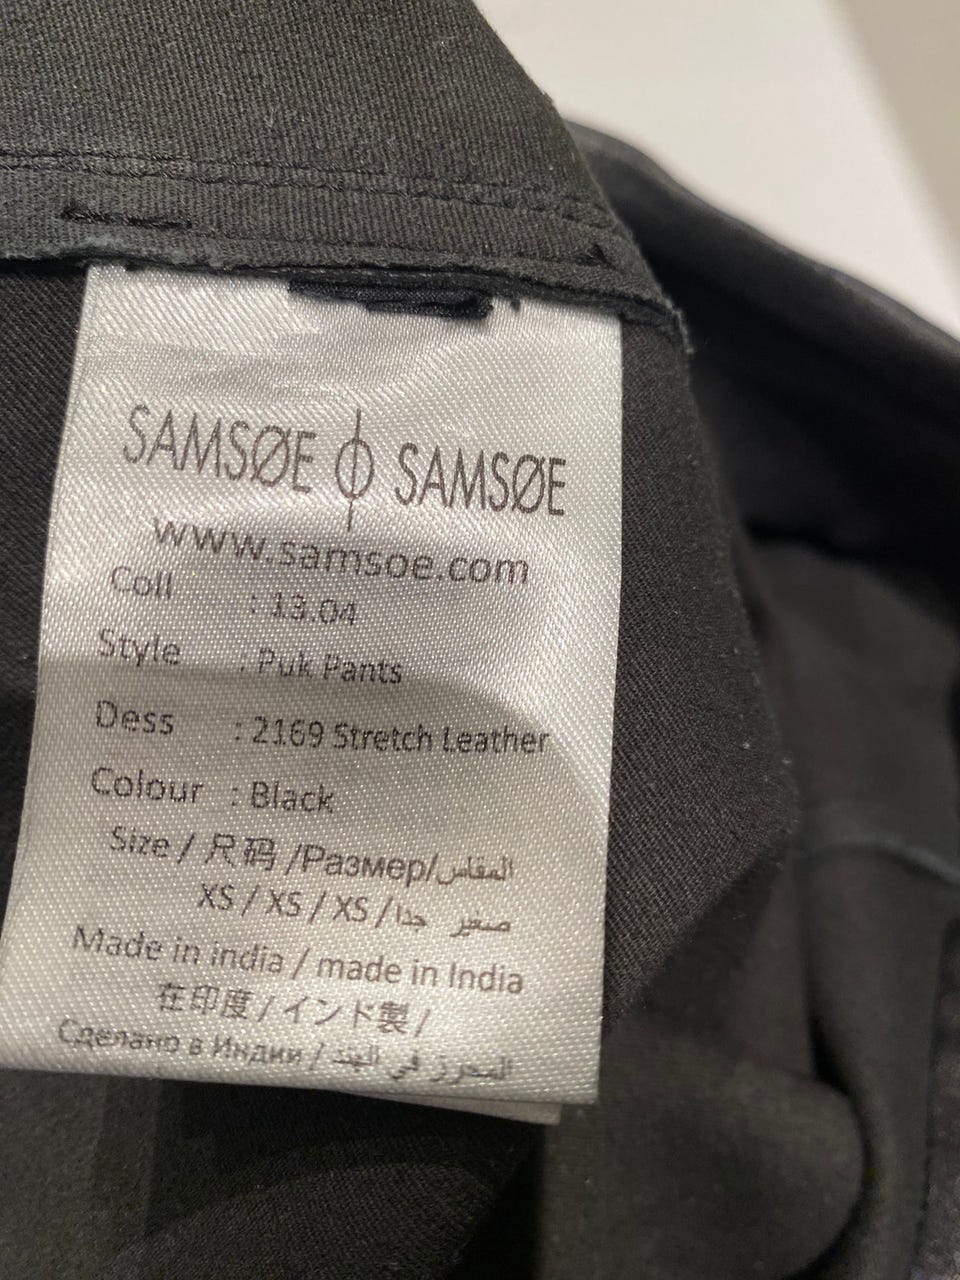 SAMSØE SAMSØE
www.samsoe.com
Coll : 13.04
Style : Puk Pants
Dess : 2169 Stretch Leather
Colour : Black
Size / 尺码 /Размер/المقاس
XS / XS / XS / صغير جدا
Made in india / made in India
在印度 / インド製 /
Сделано в Индии / في الهند